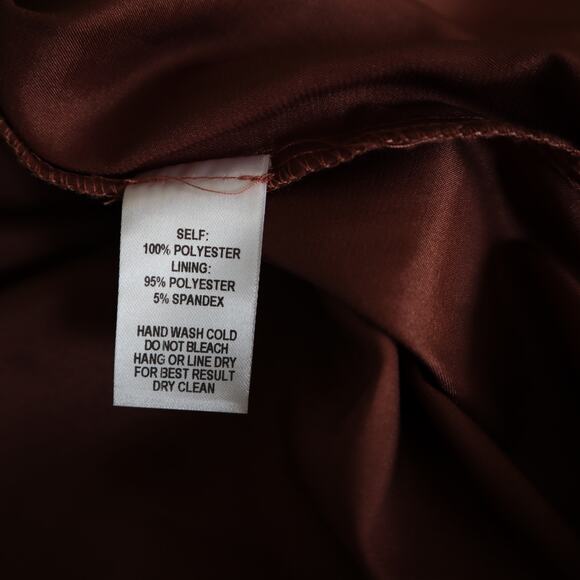 SELF:
100% POLYESTER
LINING:
95% POLYESTER
5% SPANDEX
HAND WASH COLD
DO NOT BLEACH
HANG OR LINE DRY
FOR BEST RESULT
DRY CLEAN